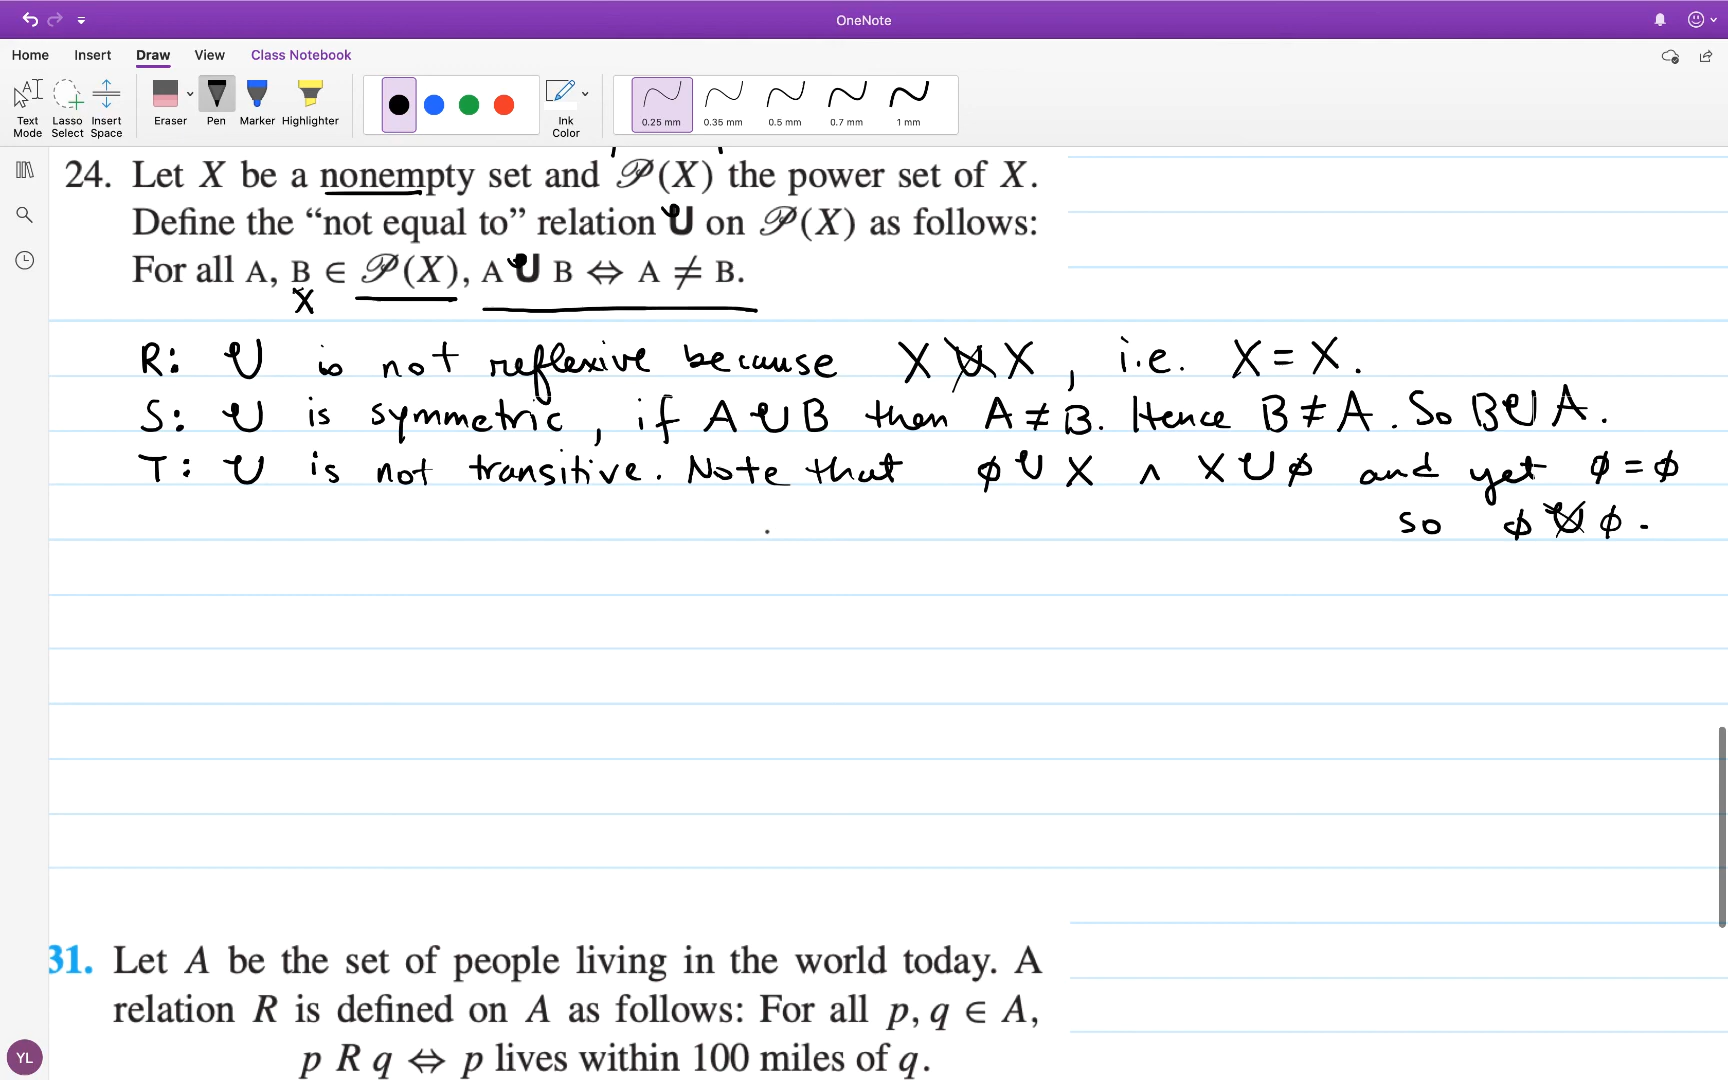 OneNote
Home Insert Draw View Class Notebook
Text Mode Lasso Select Insert Space Eraser Pen Marker Highlighter Ink Color 0.25 mm 0.35 mm 0.5 mm 0.7 mm 1 mm
24. Let X be a nonempty set and 𝒫(X) the power set of X.
Define the “not equal to” relation U on 𝒫(X) as follows:
For all A, B ∈ 𝒫(X), A U B ⇔ A ≠ B.
X
R: U is not reflexive because X U̸ X, i.e. X = X.
S: U is symmetric, if A U B then A ≠ B. Hence B ≠ A. So B U A.
T: U is not transitive. Note that ϕ U X ∧ X U ϕ and yet ϕ = ϕ
so ϕ U̸ ϕ.
31. Let A be the set of people living in the world today. A
relation R is defined on A as follows: For all p, q ∈ A,
p R q ⇔ p lives within 100 miles of q.
YL